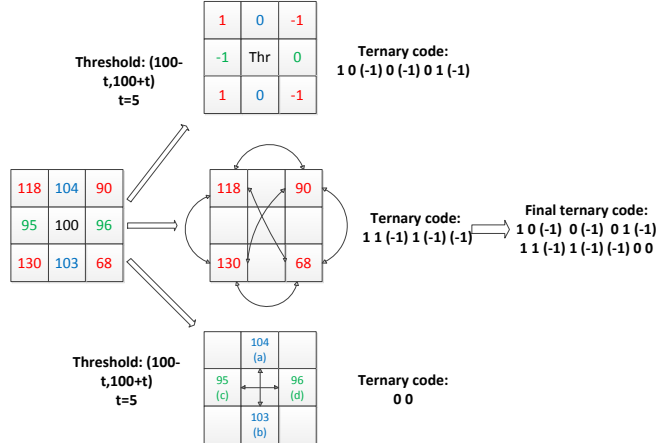 1 0 -1
Threshold: (100-
t,100+t)
t=5
-1 Thr 0
Ternary code:
1 0 (-1) 0 (-1) 0 1 (-1)
1 0 -1
118 104 90
95 100 96
130 103 68
118 90
130 68
Ternary code:
1 1 (-1) 1 (-1) (-1)
Final ternary code:
1 0 (-1) 0 (-1) 0 1 (-1)
1 1 (-1) 1 (-1) (-1) 0 0
Threshold: (100-
t,100+t)
t=5
104
(a)
95 96
(c) (d)
103
(b)
Ternary code:
0 0